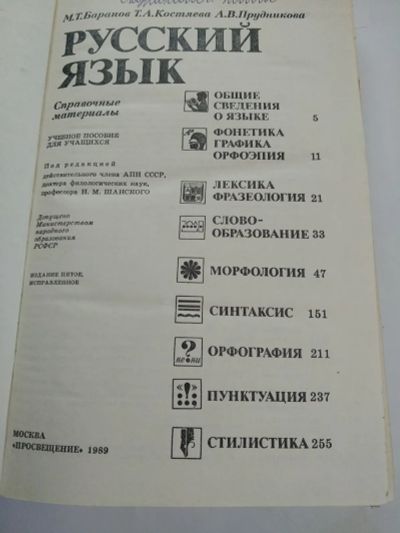 М.Т.Баранов Т.А.Костяева А.В.Прудникова
РУССКИЙ
ЯЗЫК
Справочные
материалы
УЧЕБНОЕ ПОСОБИЕ
ДЛЯ УЧАЩИХСЯ
Под редакцией
действительного члена АПН СССР,
доктора филологических наук,
профессора Н. М. ШАНСКОГО
Допущено
Министерством
народного
образования
РСФСР
ИЗДАНИЕ ПЯТОЕ,
ИСПРАВЛЕННОЕ
МОСКВА
«ПРОСВЕЩЕНИЕ» 1989
ОБЩИЕ
СВЕДЕНИЯ
О ЯЗЫКЕ 5
ФОНЕТИКА
ГРАФИКА
ОРФОЭПИЯ 11
ЛЕКСИКА
ФРАЗЕОЛОГИЯ 21
СЛОВО-
ОБРАЗОВАНИЕ 33
МОРФОЛОГИЯ 47
СИНТАКСИС 151
?
не ни
ОРФОГРАФИЯ 211
ПУНКТУАЦИЯ 237
СТИЛИСТИКА 255